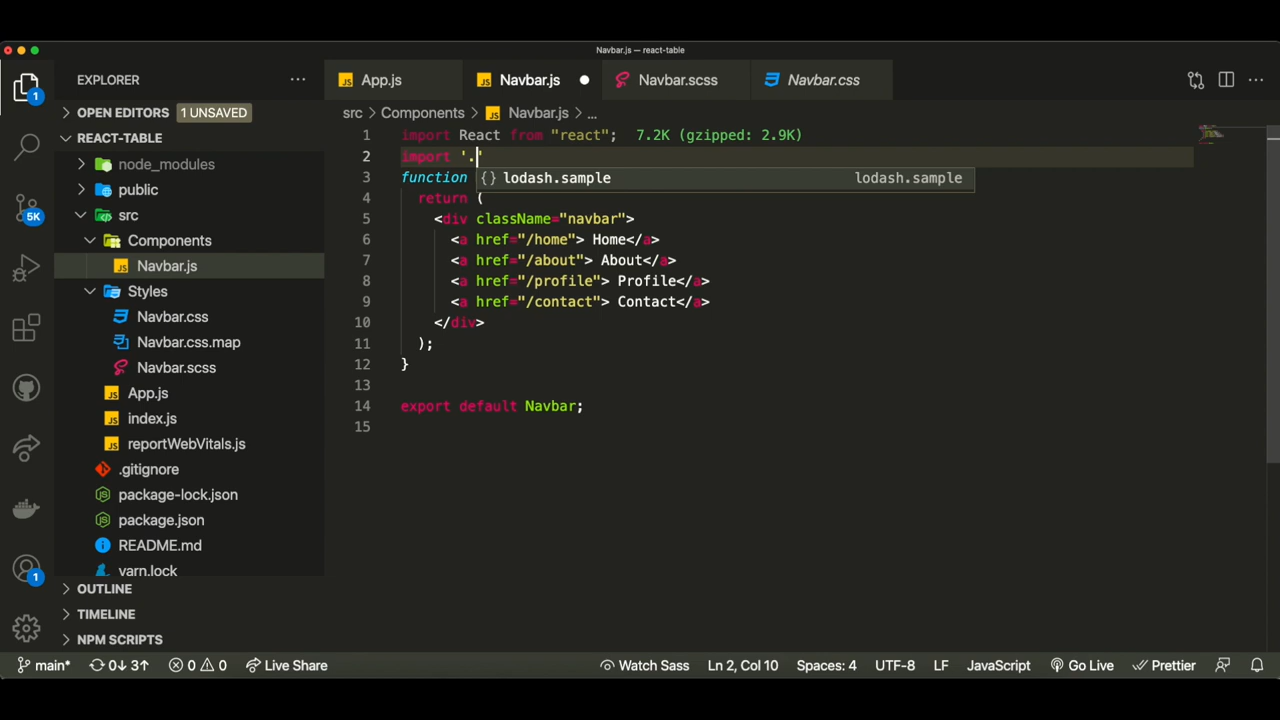 Navbar.js — react-table
EXPLORER
App.js
Navbar.js
Navbar.scss
Navbar.css
OPEN EDITORS 1 UNSAVED
src > Components > Navbar.js > ...
REACT-TABLE
node_modules
public
src
Components
Navbar.js
Styles
Navbar.css
Navbar.css.map
Navbar.scss
App.js
index.js
reportWebVitals.js
.gitignore
package-lock.json
package.json
README.md
yarn.lock
OUTLINE
TIMELINE
NPM SCRIPTS
1
5K
1
1 import React from "react"; 7.2K (gzipped: 2.9K)
2 import '.'
3 function
{} lodash.sample lodash.sample
4 return (
5 <div className="navbar">
6 <a href="/home"> Home</a>
7 <a href="/about"> About</a>
8 <a href="/profile"> Profile</a>
9 <a href="/contact"> Contact</a>
10 </div>
11 );
12 }
13
14 export default Navbar;
15
main* 0↓ 3↑ 0 0 Live Share Watch Sass Ln 2, Col 10 Spaces: 4 UTF-8 LF JavaScript Go Live Prettier